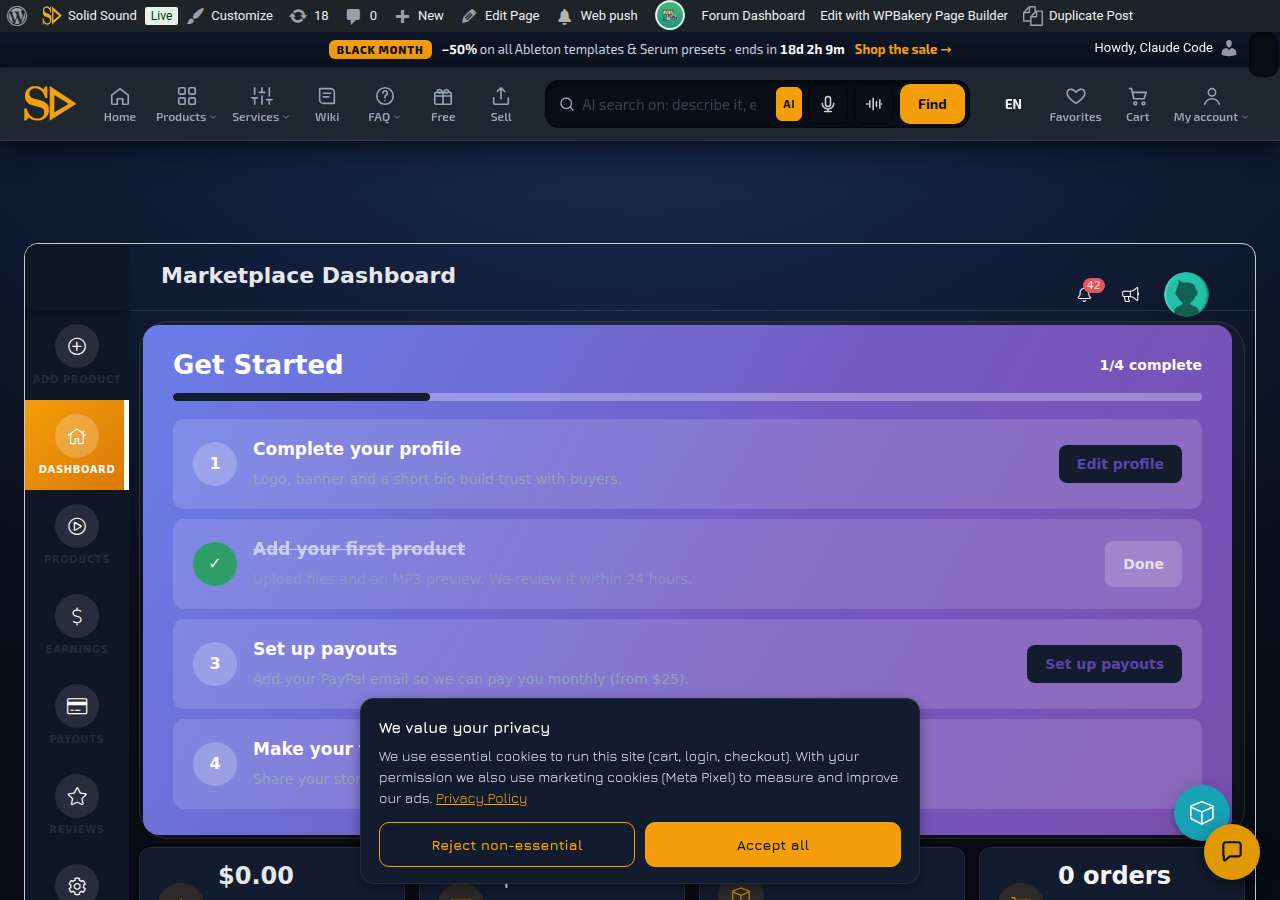 Solid Sound Live Customize 18 0 New Edit Page Web push Forum Dashboard Edit with WPBakery Page Builder Duplicate Post
BLACK MONTH −50% on all Ableton templates & Serum presets · ends in 18d 2h 9m Shop the sale →
Howdy, Claude Code
Home Products Services Wiki FAQ Free Sell
AI search on: describe it, e
AI
Find
EN
Favorites Cart My account
Marketplace Dashboard
42
ADD PRODUCT
DASHBOARD
PRODUCTS
EARNINGS
PAYOUTS
REVIEWS
Get Started
1/4 complete
1
Complete your profile
Logo, banner and a short bio build trust with buyers.
Edit profile
✓
Add your first product
Upload files and an MP3 preview. We review it within 24 hours.
Done
3
Set up payouts
Add your PayPal email so we can pay you monthly (from $25).
Set up payouts
4
Make your
Share your
We value your privacy
We use essential cookies to run this site (cart, login, checkout). With your
permission we also use marketing cookies (Meta Pixel) to measure and improve
our ads. Privacy Policy
Reject non-essential
Accept all
$0.00
0 orders